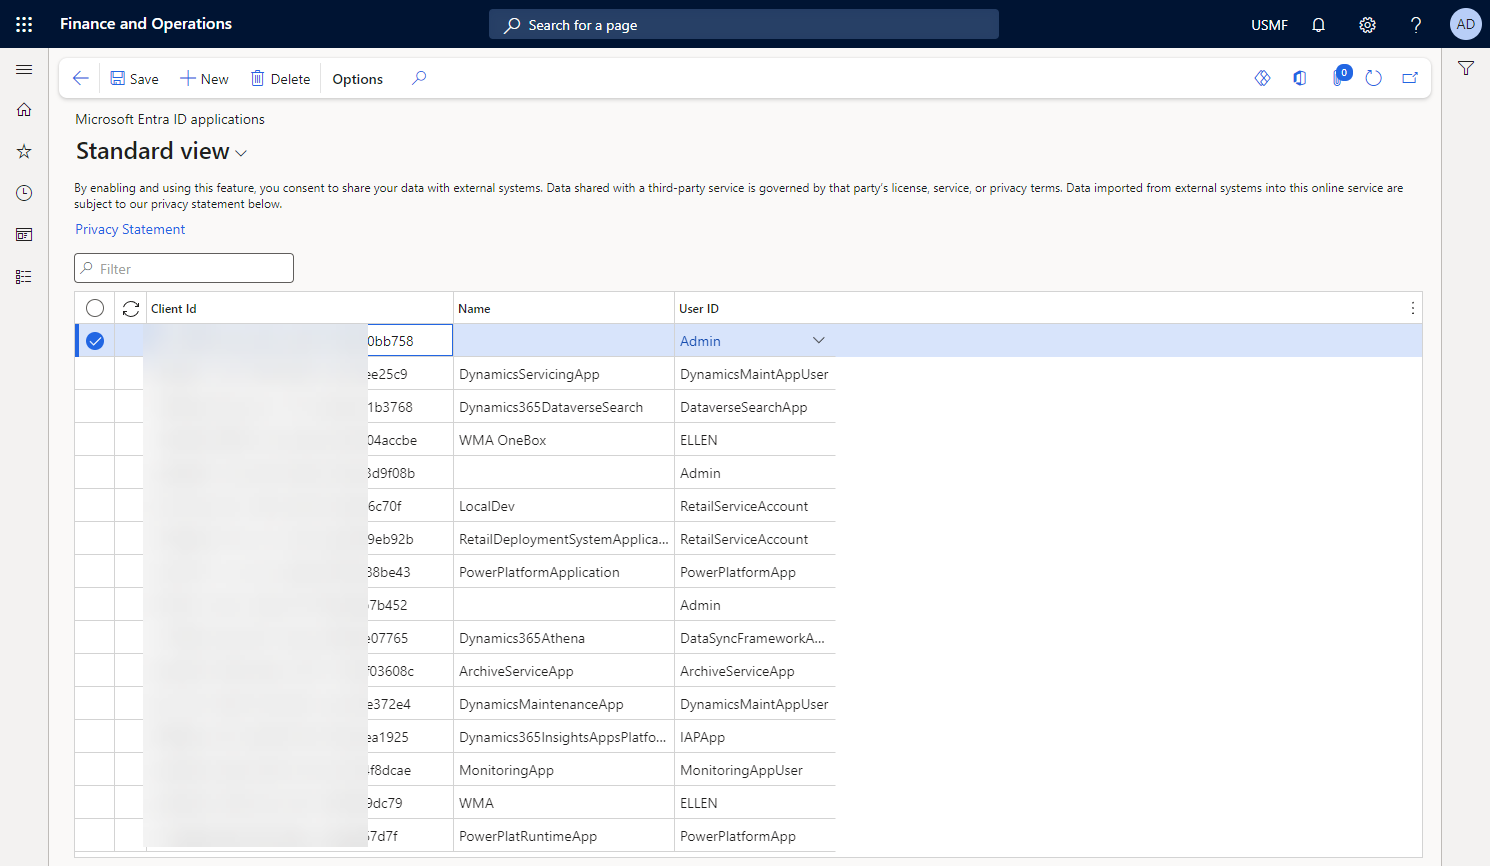 Finance and Operations
Search for a page
USMF
AD
Save
New
Delete
Options
0
Microsoft Entra ID applications
Standard view
By enabling and using this feature, you consent to share your data with external systems. Data shared with a third-party service is governed by that party's license, service, or privacy terms. Data imported from external systems into this online service are
subject to our privacy statement below.
Privacy Statement
Filter
Client Id Name User ID
0bb758 Admin
ee25c9 DynamicsServicingApp DynamicsMaintAppUser
1b3768 Dynamics365DataverseSearch DataverseSearchApp
04accbe WMA OneBox ELLEN
3d9f08b Admin
6c70f LocalDev RetailServiceAccount
9eb92b RetailDeploymentSystemApplica... RetailServiceAccount
38be43 PowerPlatformApplication PowerPlatformApp
7b452 Admin
e07765 Dynamics365Athena DataSyncFrameworkA...
f03608c ArchiveServiceApp ArchiveServiceApp
e372e4 DynamicsMaintenanceApp DynamicsMaintAppUser
ea1925 Dynamics365InsightsAppsPlatfo... IAPApp
4f8dcae MonitoringApp MonitoringAppUser
9dc79 WMA ELLEN
57d7f PowerPlatRuntimeApp PowerPlatformApp